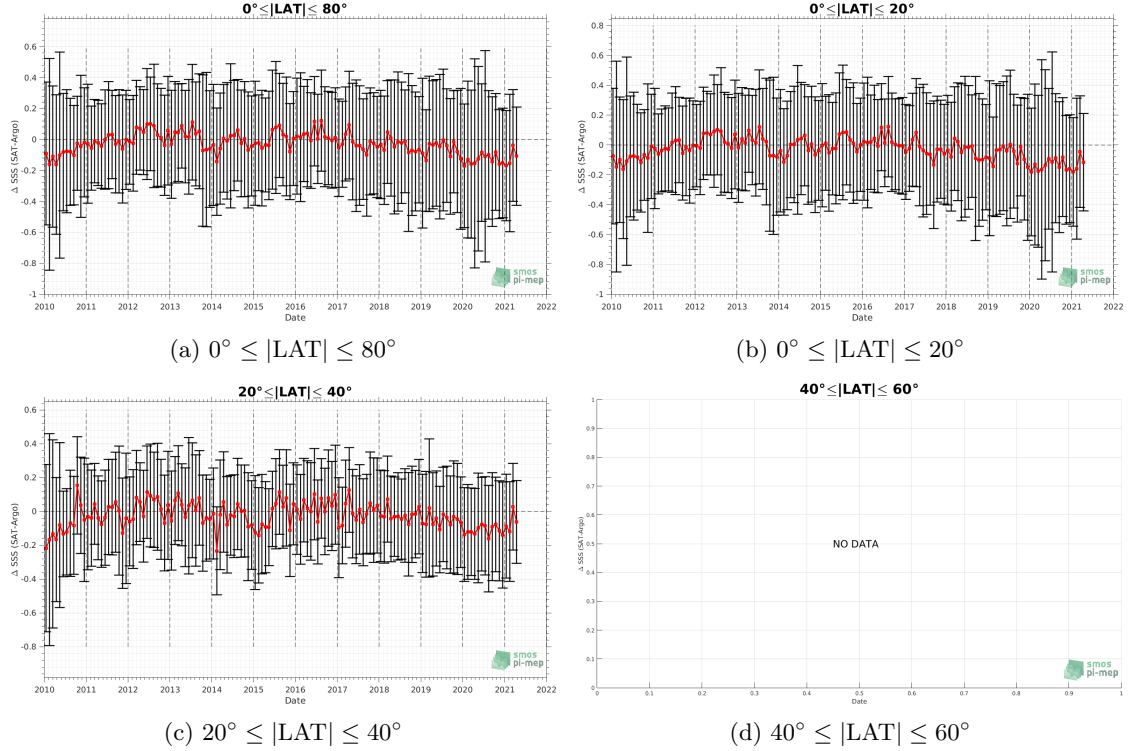 0°≤|LAT|≤ 80°
Δ SSS (SAT-Argo)
0.6
0.4
0.2
0
-0.2
-0.4
-0.6
-0.8
-1
2010 2011 2012 2013 2014 2015 2016 2017 2018 2019 2020 2021 2022
Date
smos
pi-mep
(a) 0° ≤ |LAT| ≤ 80°
0°≤|LAT|≤ 20°
Δ SSS (SAT-Argo)
0.8
0.6
0.4
0.2
0
-0.2
-0.4
-0.6
-0.8
-1
2010 2011 2012 2013 2014 2015 2016 2017 2018 2019 2020 2021 2022
Date
smos
pi-mep
(b) 0° ≤ |LAT| ≤ 20°
20°≤|LAT|≤ 40°
Δ SSS (SAT-Argo)
0.6
0.4
0.2
0
-0.2
-0.4
-0.6
-0.8
2010 2011 2012 2013 2014 2015 2016 2017 2018 2019 2020 2021 2022
Date
smos
pi-mep
(c) 20° ≤ |LAT| ≤ 40°
40°≤|LAT|≤ 60°
Δ SSS (SAT-Argo)
1
0.9
0.8
0.7
0.6
0.5
0.4
0.3
0.2
0.1
0
NO DATA
0 0.1 0.2 0.3 0.4 0.5 0.6 0.7 0.8 0.9 1
Date
smos
pi-mep
(d) 40° ≤ |LAT| ≤ 60°